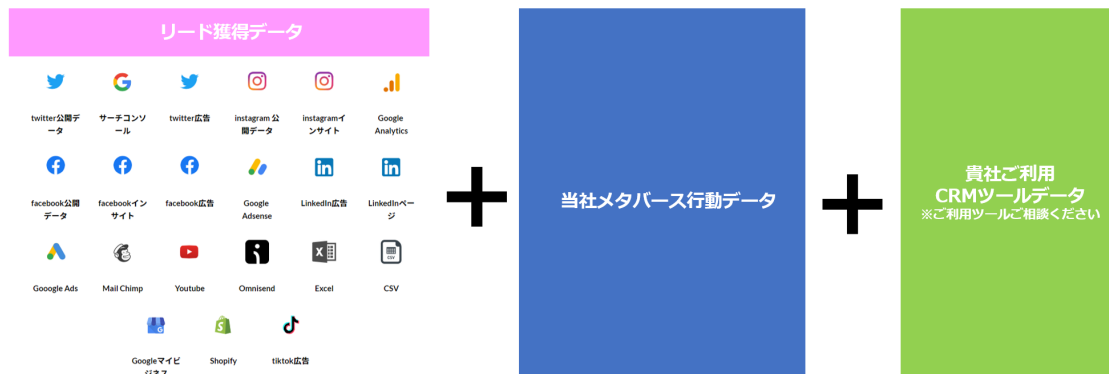 リード獲得データ
twitter公開デ
ータ
サーチコンソ
ール
twitter広告
instagram 公
開データ
instagramイ
ンサイト
Google
Analytics
facebook公開
データ
facebookイン
サイト
facebook広告
Google
Adsense
LinkedIn広告
LinkedInペー
ジ
Gooogle Ads
Mail Chimp
Youtube
Omnisend
Excel
CSV
Googleマイビ
ジネス
Shopify
tiktok広告
当社メタバース行動データ
貴社ご利用
CRMツールデータ
※ご利用ツールご相談ください